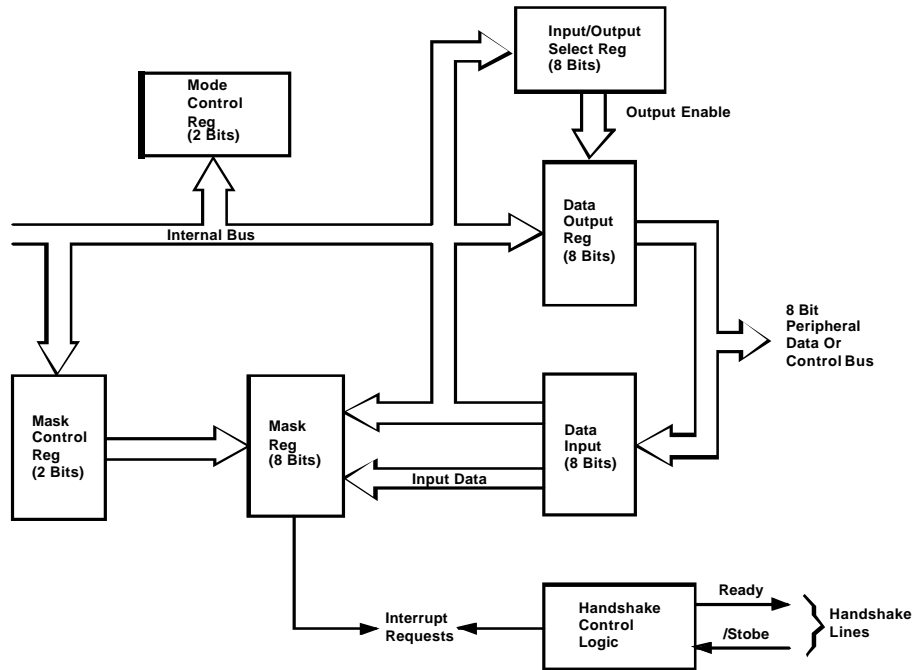 Input/Output
Select Reg
(8 Bits)
Mode
Control
Reg
(2 Bits)
Output Enable
Data
Output
Reg
(8 Bits)
Internal Bus
8 Bit
Peripheral
Data Or
Control Bus
Mask
Control
Reg
(2 Bits)
Mask
Reg
(8 Bits)
Data
Input
(8 Bits)
Input Data
Interrupt
Requests
Handshake
Control
Logic
Ready
/Stobe
Handshake
Lines